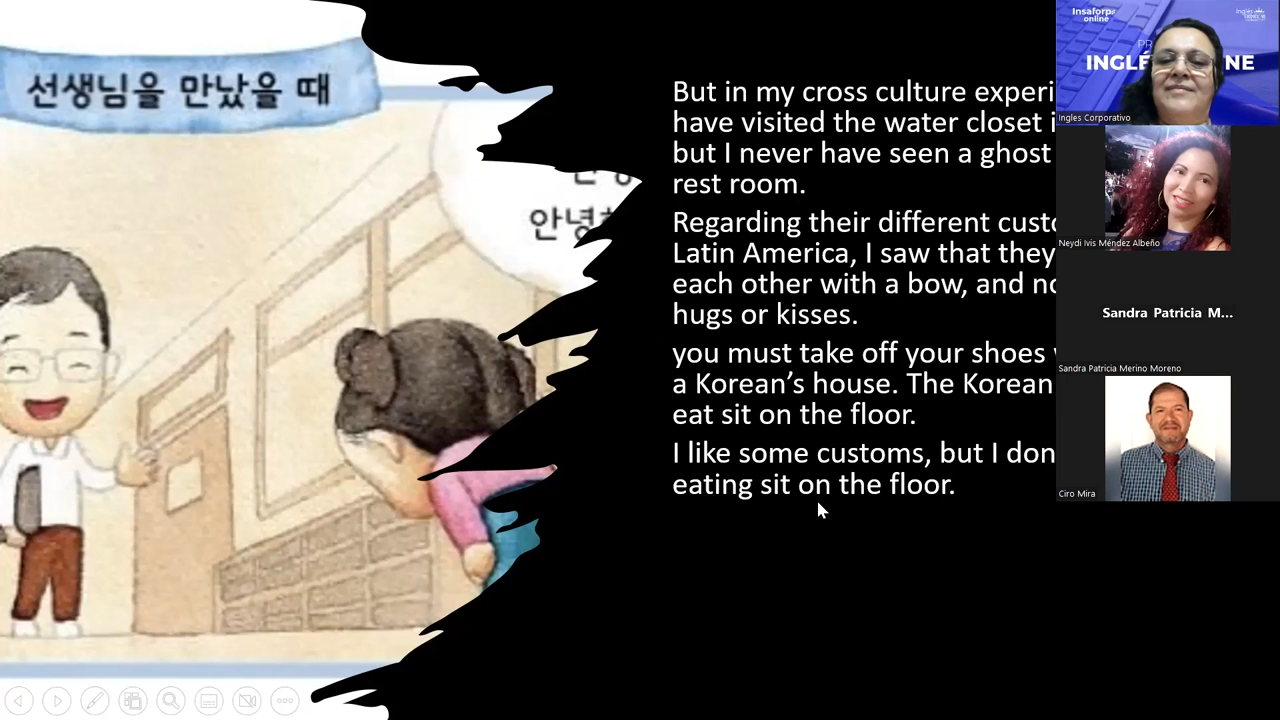 선생님을 만났을 때
But in my cross culture experi
have visited the water closet i
but I never have seen a ghost
rest room.
Regarding their different custo
Latin America, I saw that they
each other with a bow, and no
hugs or kisses.
you must take off your shoes
a Korean’s house. The Korean
eat sit on the floor.
I like some customs, but I don
eating sit on the floor.
Insaforp
online
INGLÉ NE
Ingles Corporativo
Neydi Ivis Méndez Albeño
Sandra Patricia M...
Sandra Patricia Merino Moreno
Ciro Mira